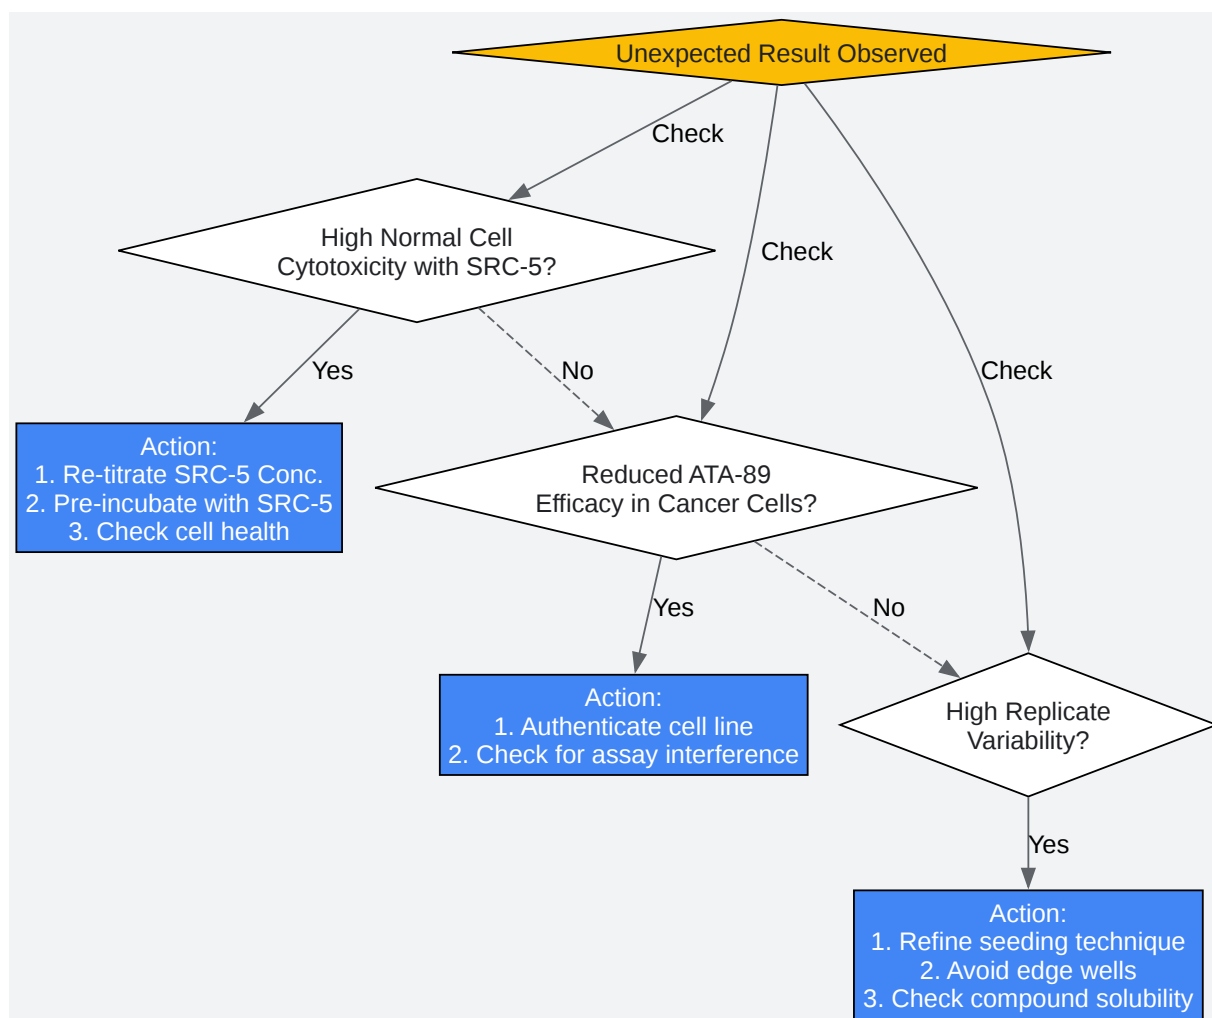 Unexpected Result Observed
Check
High Normal Cell
Cytotoxicity with SRC-5?
Check
Yes
No
Check
Action:
1. Re-titrate SRC-5 Conc.
2. Pre-incubate with SRC-5
3. Check cell health
Reduced ATA-89
Efficacy in Cancer Cells?
Yes
No
Action:
1. Authenticate cell line
2. Check for assay interference
High Replicate
Variability?
Yes
Action:
1. Refine seeding technique
2. Avoid edge wells
3. Check compound solubility